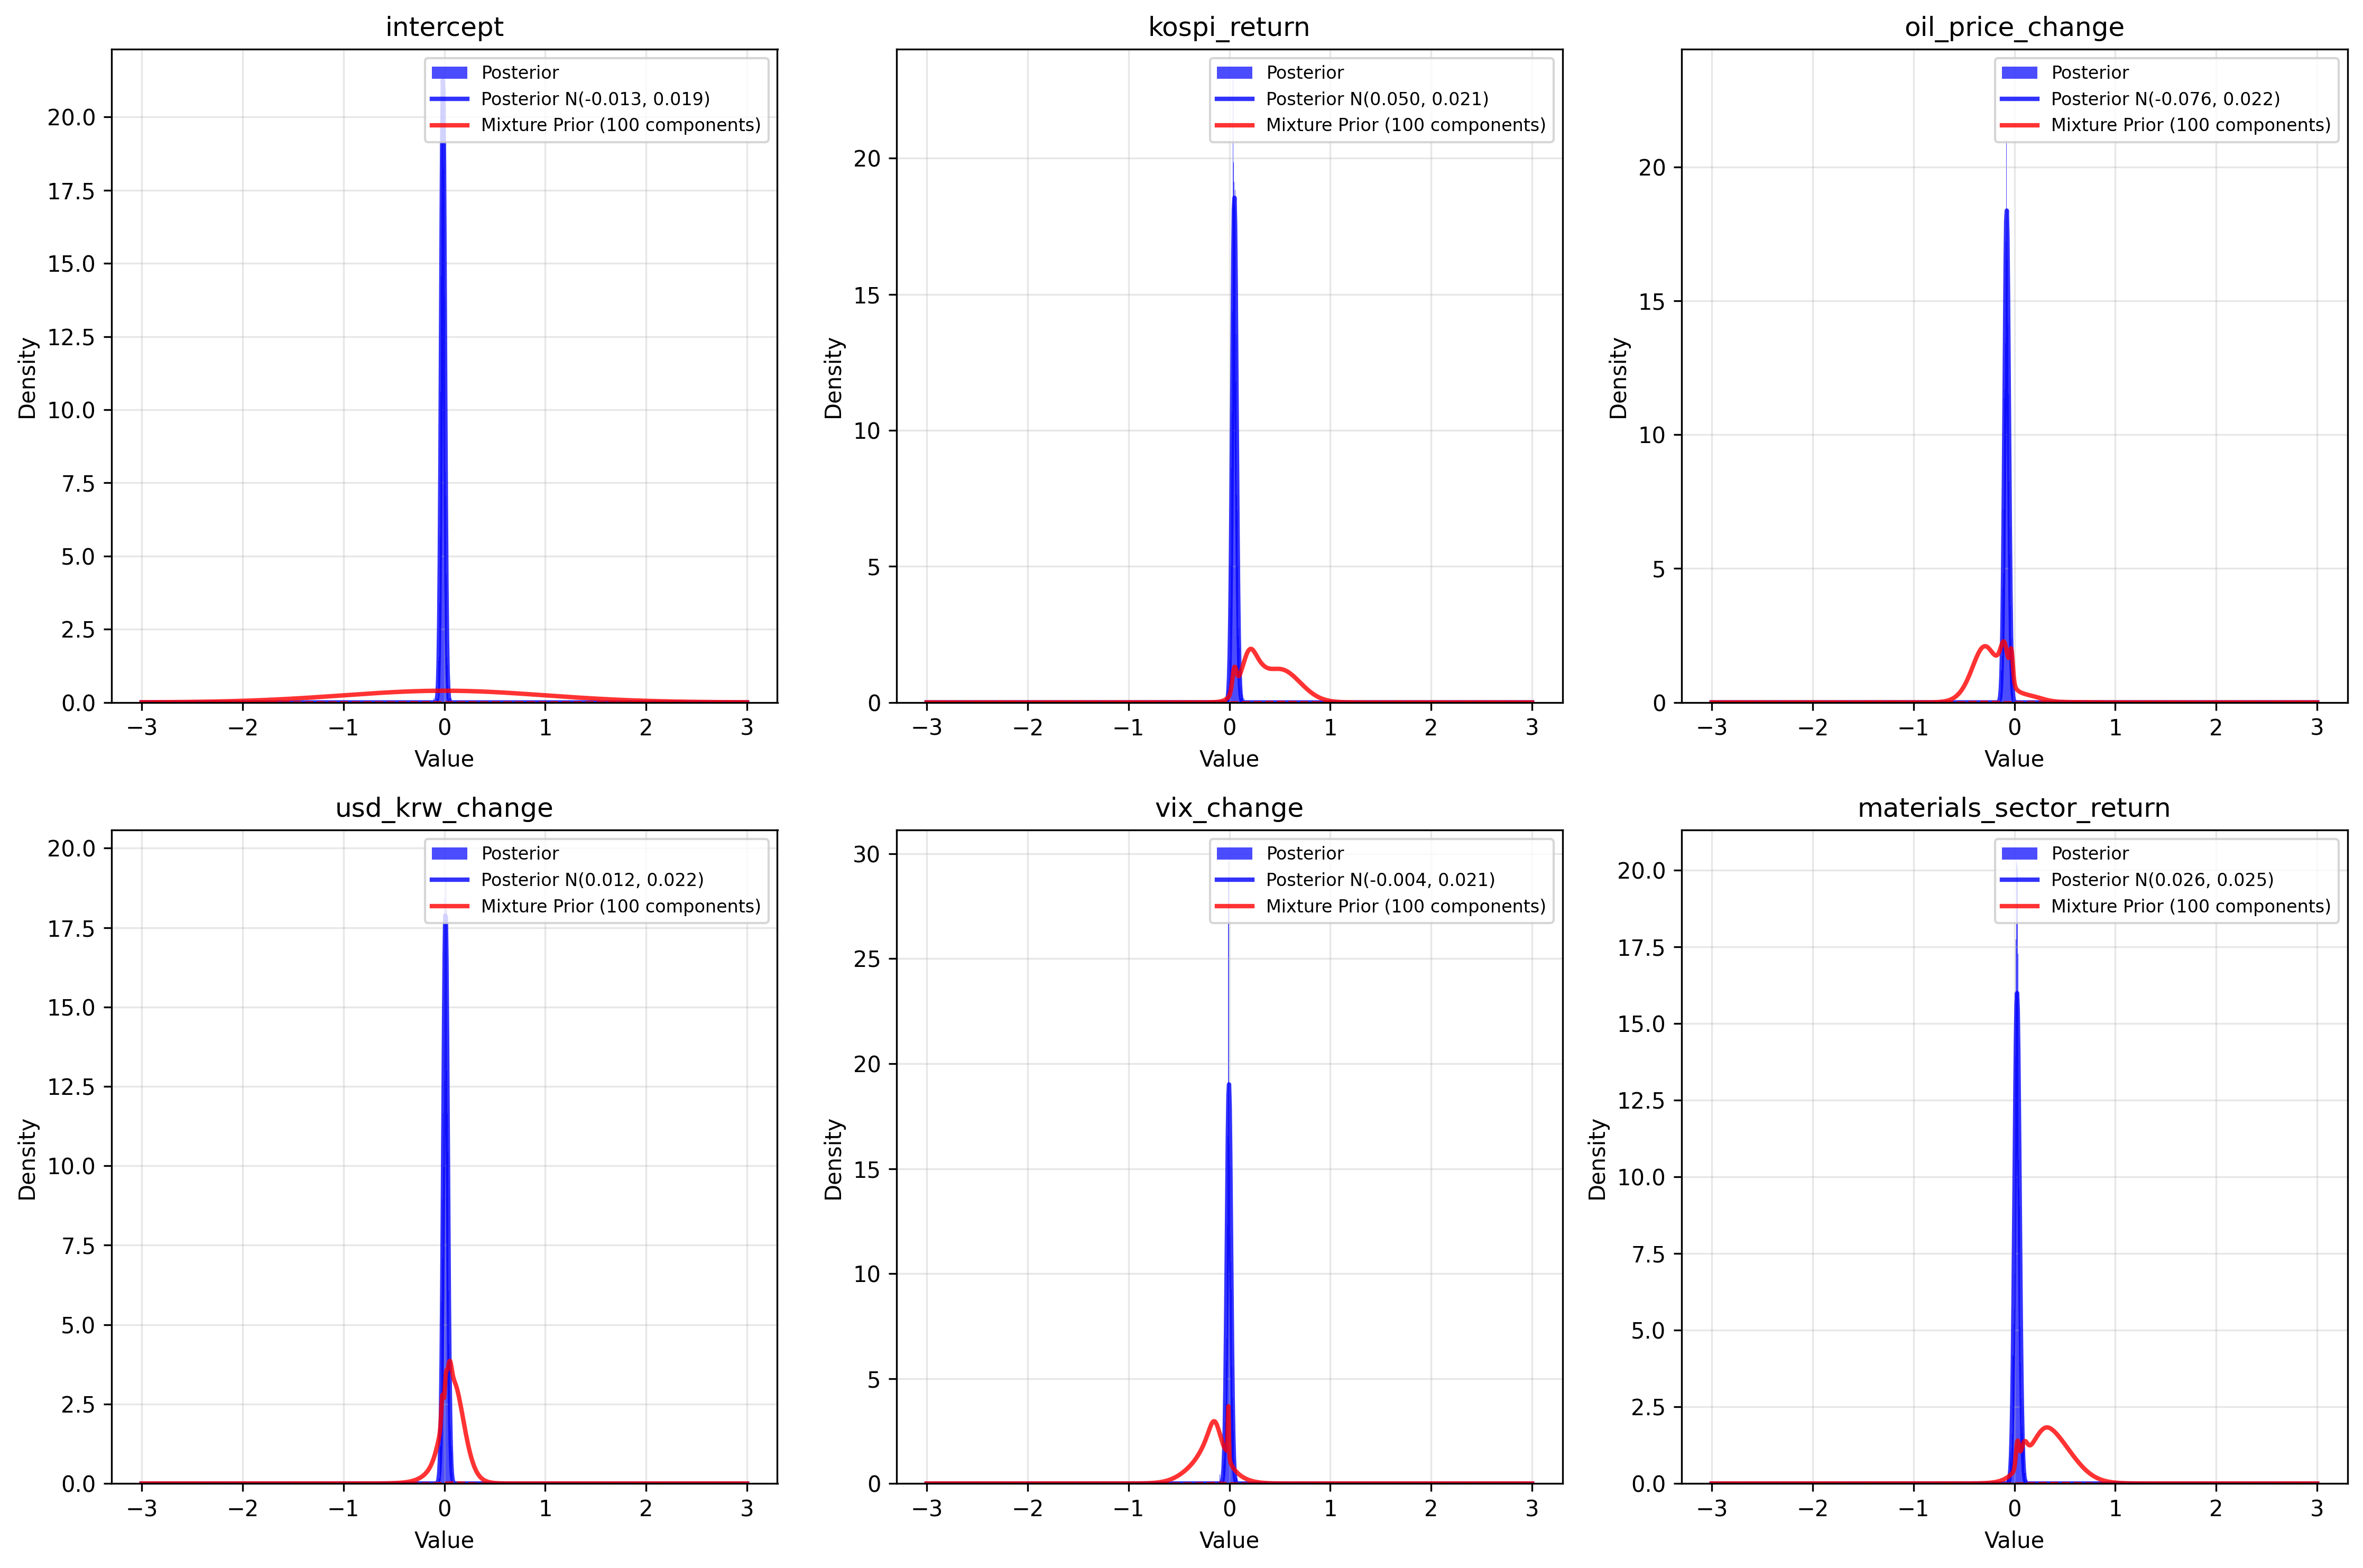 intercept
Posterior
Posterior N(-0.013, 0.019)
Mixture Prior (100 components)
20.0
17.5
15.0
12.5
10.0
7.5
5.0
2.5
0.0
Density
−3 −2 −1 0 1 2 3
Value
kospi_return
Posterior
Posterior N(0.050, 0.021)
Mixture Prior (100 components)
20
15
10
5
0
Density
−3 −2 −1 0 1 2 3
Value
oil_price_change
Posterior
Posterior N(-0.076, 0.022)
Mixture Prior (100 components)
20
15
10
5
0
Density
−3 −2 −1 0 1 2 3
Value
usd_krw_change
Posterior
Posterior N(0.012, 0.022)
Mixture Prior (100 components)
20.0
17.5
15.0
12.5
10.0
7.5
5.0
2.5
0.0
Density
−3 −2 −1 0 1 2 3
Value
vix_change
Posterior
Posterior N(-0.004, 0.021)
Mixture Prior (100 components)
30
25
20
15
10
5
0
Density
−3 −2 −1 0 1 2 3
Value
materials_sector_return
Posterior
Posterior N(0.026, 0.025)
Mixture Prior (100 components)
20.0
17.5
15.0
12.5
10.0
7.5
5.0
2.5
0.0
Density
−3 −2 −1 0 1 2 3
Value